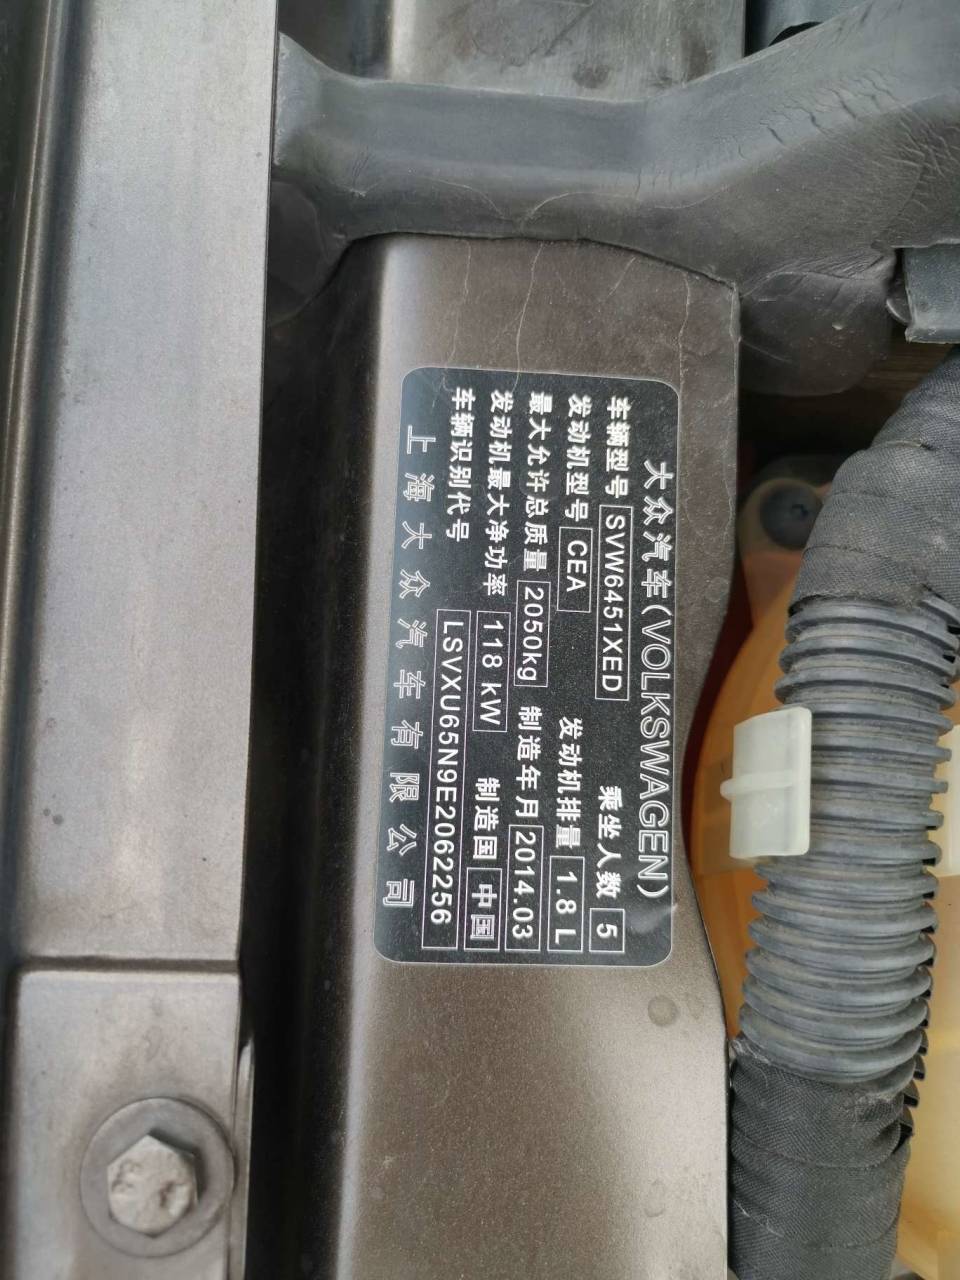 大众汽车(VOLKSWAGEN)
车辆型号 SVW6451XED 乘坐人数 5
发动机型号 CEA 发动机排量 1.8 L
最大允许总质量 2050kg 制造年月 2014.03
发动机最大净功率 118 kW 制造国 中国
车辆识别代号 LSVXU65N9E2062256
上海大众汽车有限公司